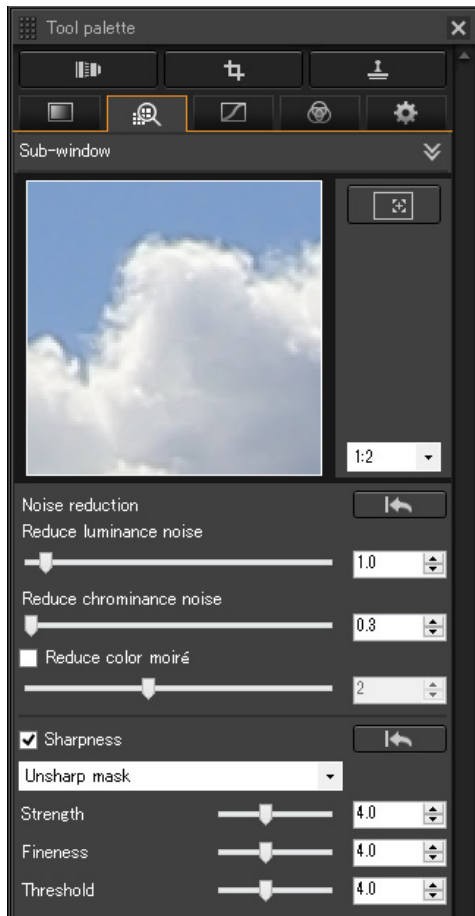 Tool palette
Sub-window
1:2
Noise reduction
Reduce luminance noise
1.0
Reduce chrominance noise
0.3
Reduce color moiré
2
Sharpness
Unsharp mask
Strength 4.0
Fineness 4.0
Threshold 4.0